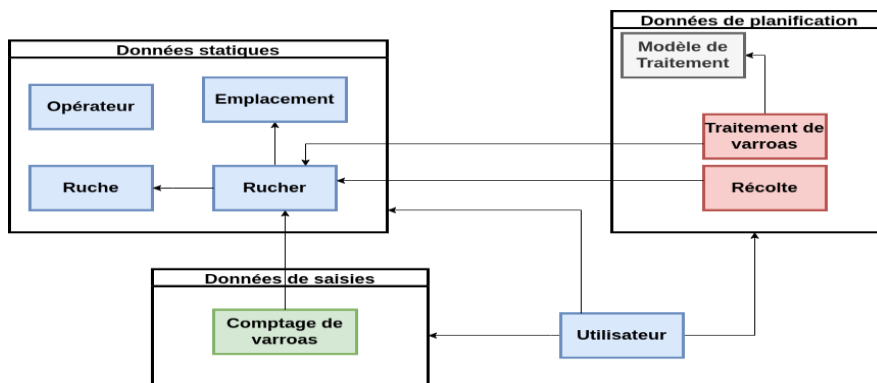 Données statiques
Opérateur
Emplacement
Ruche
Rucher
Données de planification
Modèle de
Traitement
Traitement de
varroas
Récolte
Données de saisies
Comptage de
varroas
Utilisateur